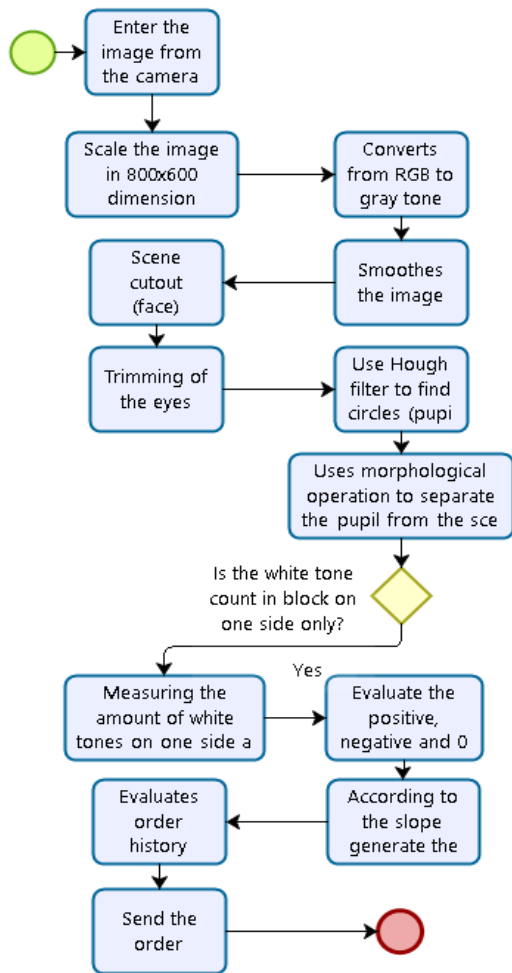 Enter the
image from
the camera
Scale the image
in 800x600
dimension
Converts
from RGB to
gray tone
Scene
cutout
(face)
Smoothes
the image
Trimming of
the eyes
Use Hough
filter to find
circles (pupi
Uses morphological
operation to separate
the pupil from the sce
Is the white tone
count in block on
one side only?
Yes
Measuring the
amount of white
tones on one side a
Evaluate the
positive,
negative and 0
Evaluates
order
history
According to
the slope
generate the
Send the
order